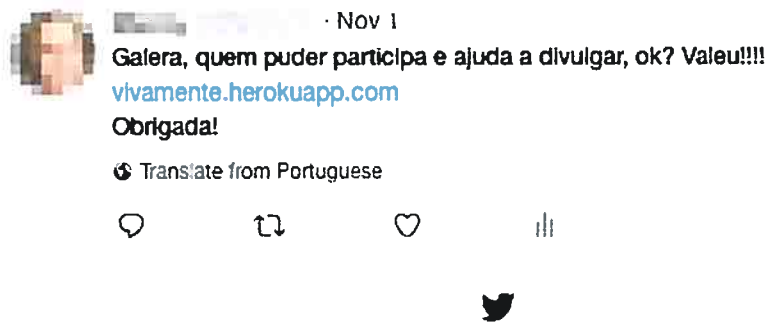 · Nov 1
Galera, quem puder participa e ajuda a divulgar, ok? Valeu!!!!
vivamente.herokuapp.com
Obrigada!
Translate from Portuguese